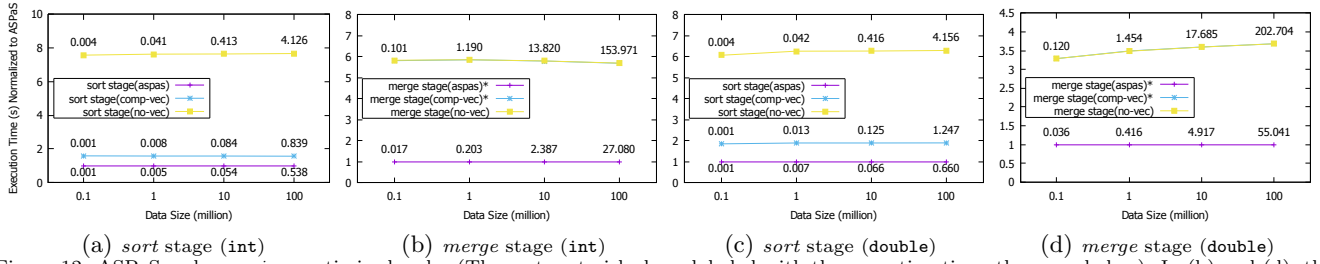 Execution Time (s) Normalized to ASPaS
10
8
6
4
2
0
0.004 0.041 0.413 4.126
sort stage(aspas)
sort stage(comp-vec)
sort stage(no-vec)
0.001 0.008 0.084 0.839
0.001 0.005 0.054 0.538
0.1 1 10 100
Data Size (million)
(a) sort stage (int)
8
7
6
5
4
3
2
1
0
0.101 1.190 13.820 153.971
merge stage(aspas)*
merge stage(comp-vec)*
merge stage(no-vec)
0.017 0.203 2.387 27.080
0.1 1 10 100
Data Size (million)
(b) merge stage (int)
8
7
6
5
4
3
2
1
0
0.004 0.042 0.416 4.156
sort stage(aspas)
sort stage(comp-vec)
sort stage(no-vec)
0.001 0.013 0.125 1.247
0.001 0.007 0.066 0.660
0.1 1 10 100
Data Size (million)
(c) sort stage (double)
4.5
4
3.5
3
2.5
2
1.5
1
0.5
0
0.120 1.454 17.685 202.704
merge stage(aspas)*
merge stage(comp-vec)*
merge stage(no-vec)
0.036 0.416 4.917 55.041
0.1 1 10 100
Data Size (million)
(d) merge stage (double)